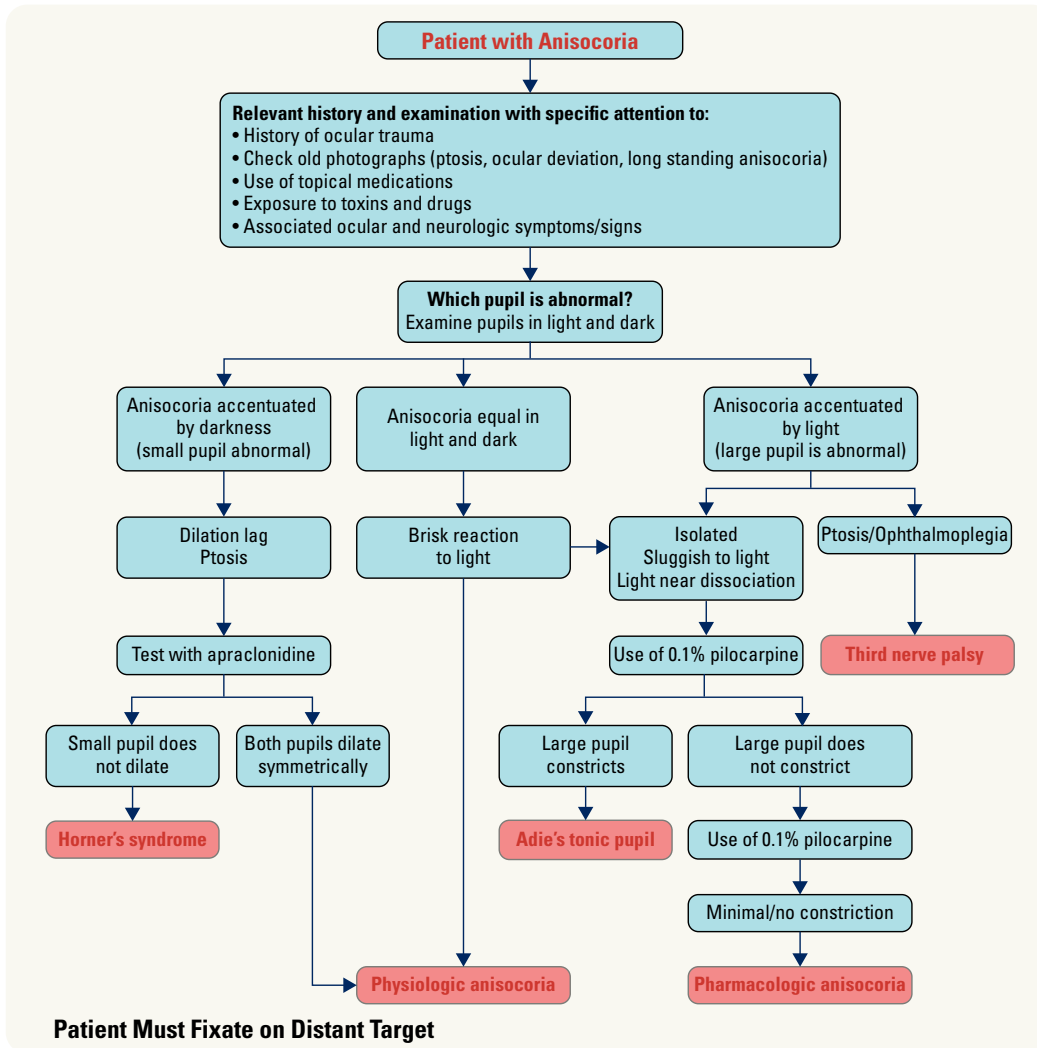 Patient with Anisocoria
Relevant history and examination with specific attention to:
• History of ocular trauma
• Check old photographs (ptosis, ocular deviation, long standing anisocoria)
• Use of topical medications
• Exposure to toxins and drugs
• Associated ocular and neurologic symptoms/signs
Which pupil is abnormal?
Examine pupils in light and dark
Anisocoria accentuated
by darkness
(small pupil abnormal)
Anisocoria equal in
light and dark
Anisocoria accentuated
by light
(large pupil is abnormal)
Dilation lag
Ptosis
Brisk reaction
to light
Isolated
Sluggish to light
Light near dissociation
Ptosis/Ophthalmoplegia
Test with apraclonidine
Use of 0.1% pilocarpine
Third nerve palsy
Small pupil does
not dilate
Both pupils dilate
symmetrically
Large pupil
constricts
Large pupil does
not constrict
Horner's syndrome
Adie's tonic pupil
Use of 0.1% pilocarpine
Minimal/no constriction
Physiologic anisocoria
Pharmacologic anisocoria
Patient Must Fixate on Distant Target